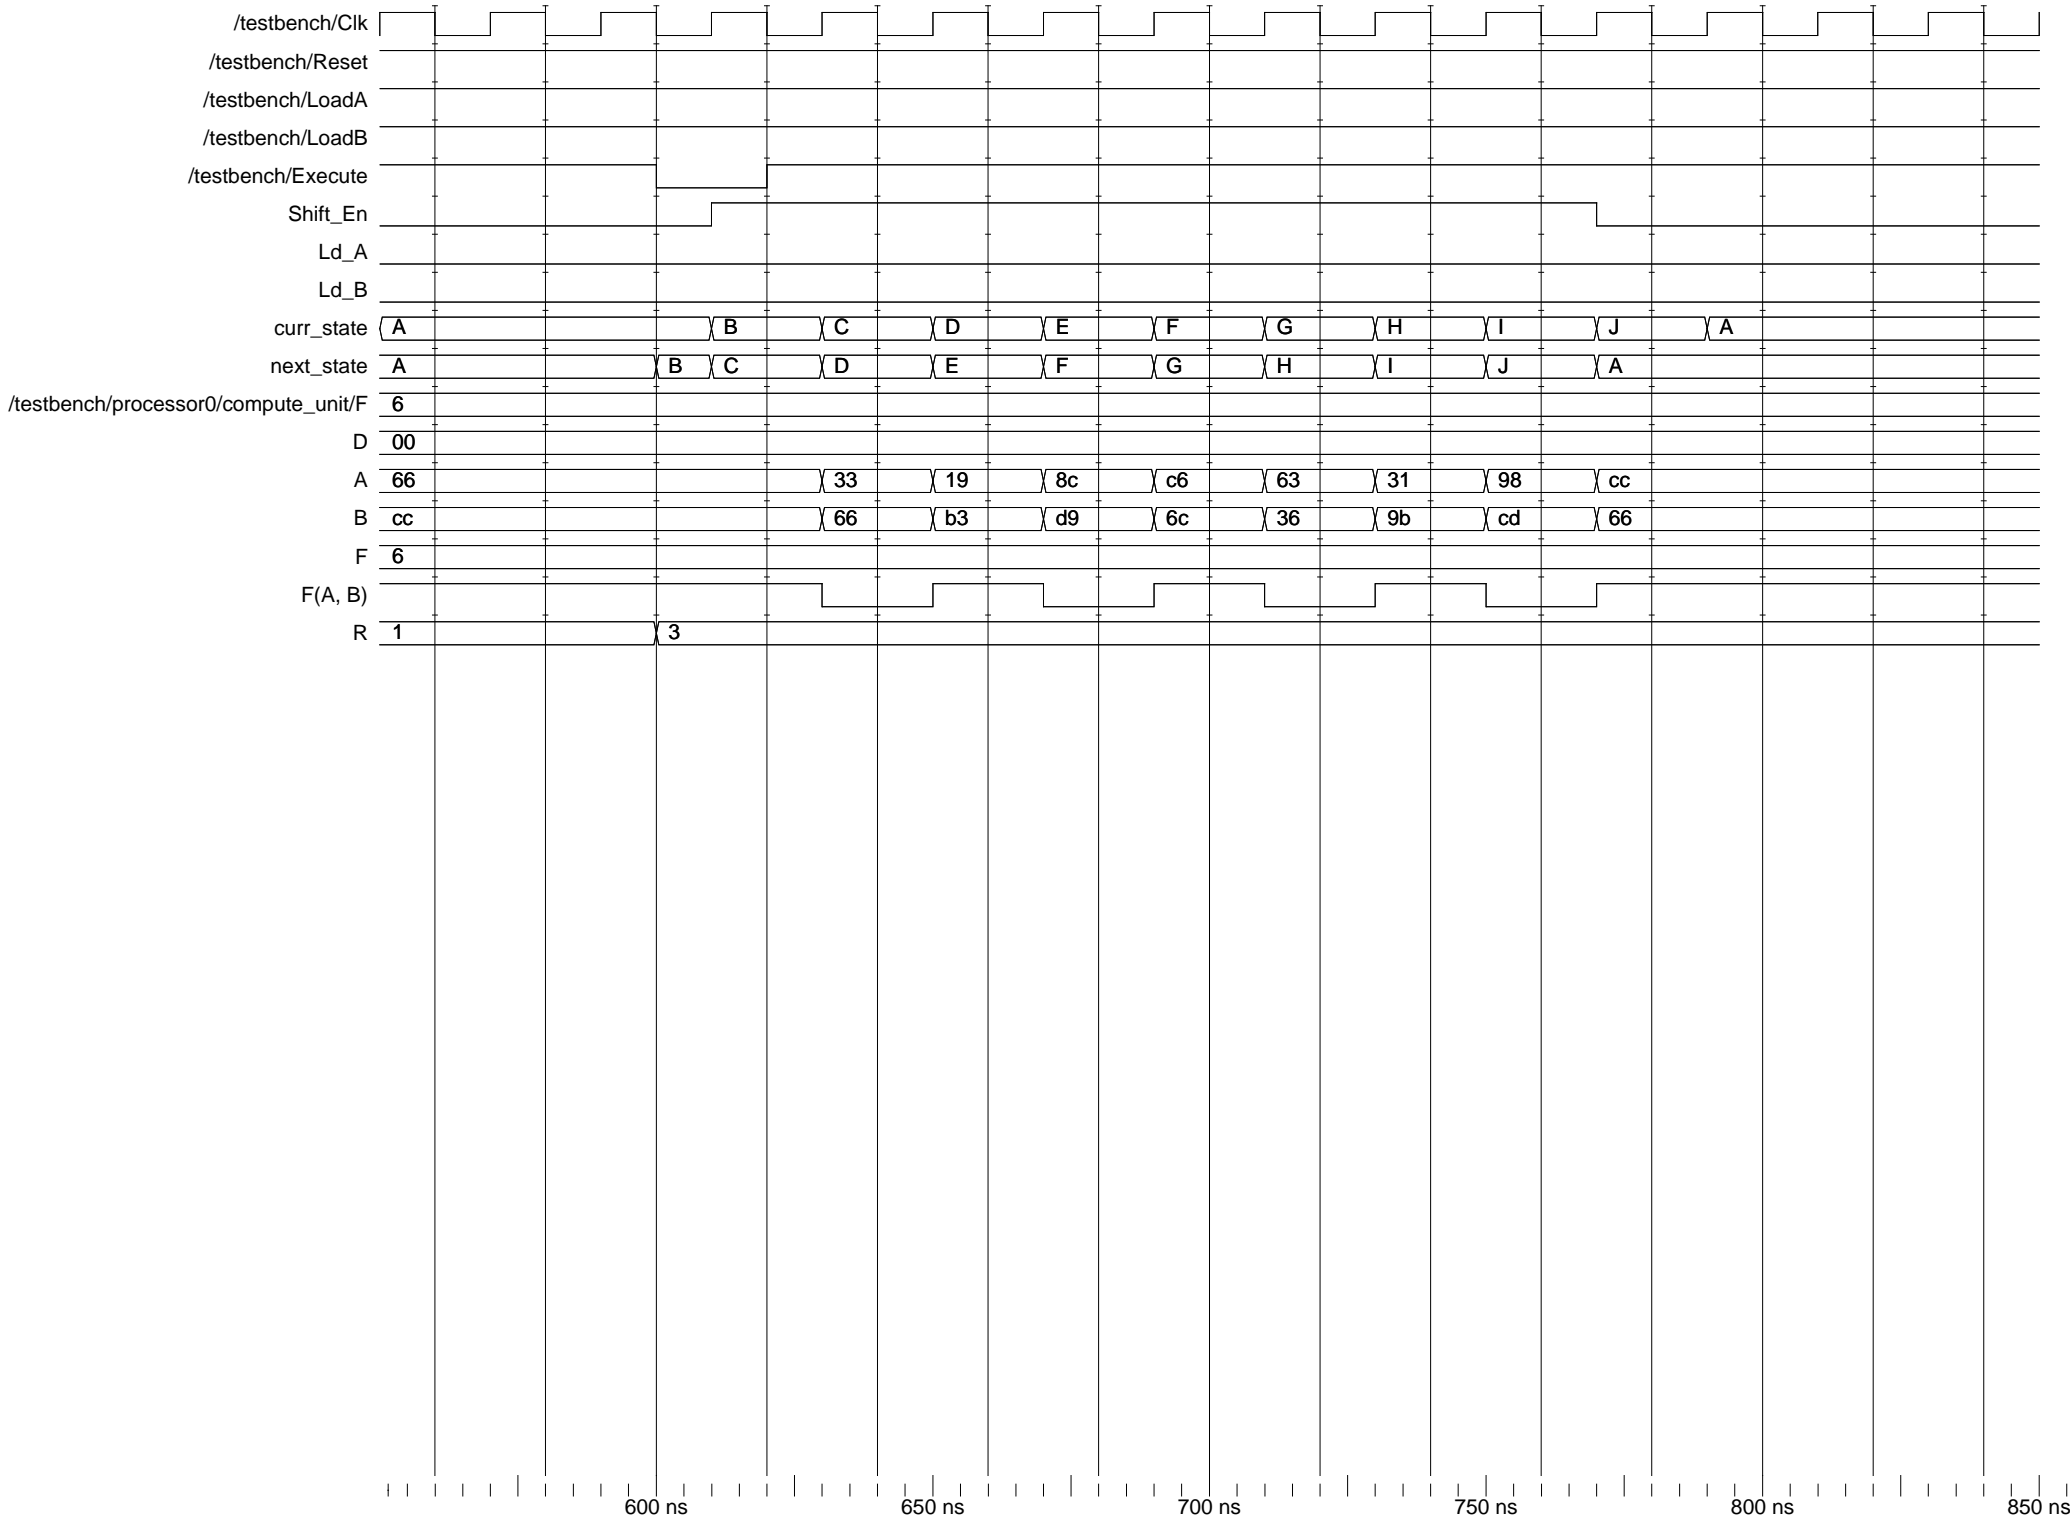 /testbench/Clk
/testbench/Reset
/testbench/LoadA
/testbench/LoadB
/testbench/Execute
Shift_En
Ld_A
Ld_B
curr_state A B C D E F G H I J A
next_state A B C D E F G H I J A
/testbench/processor0/compute_unit/F 6
D 00
A 66 33 19 8c c6 63 31 98 cc
B cc 66 b3 d9 6c 36 9b cd 66
F 6
F(A, B)
R 1 3
600 ns 650 ns 700 ns 750 ns 800 ns 850 ns